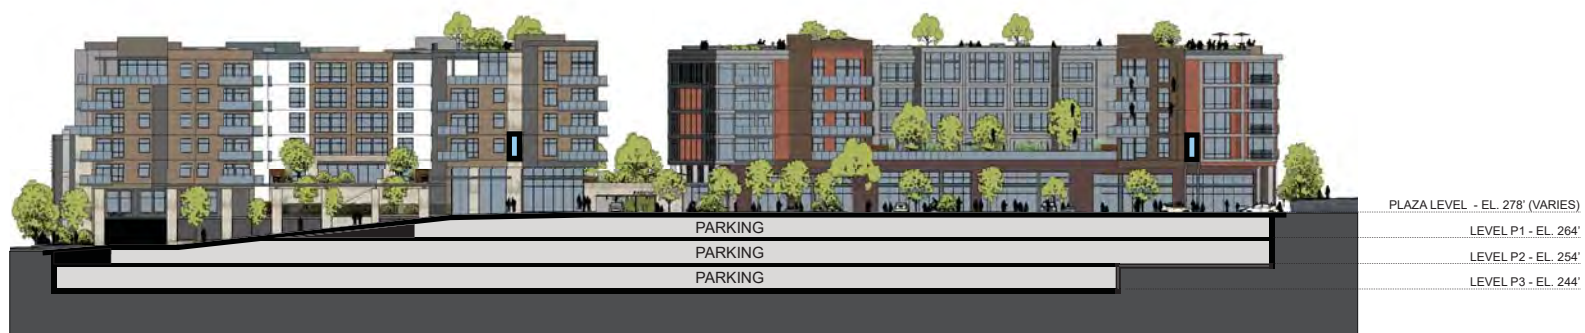 PLAZA LEVEL - EL. 278' (VARIES)
PARKING
LEVEL P1 - EL. 264'
PARKING
LEVEL P2 - EL. 254'
PARKING
LEVEL P3 - EL. 244'